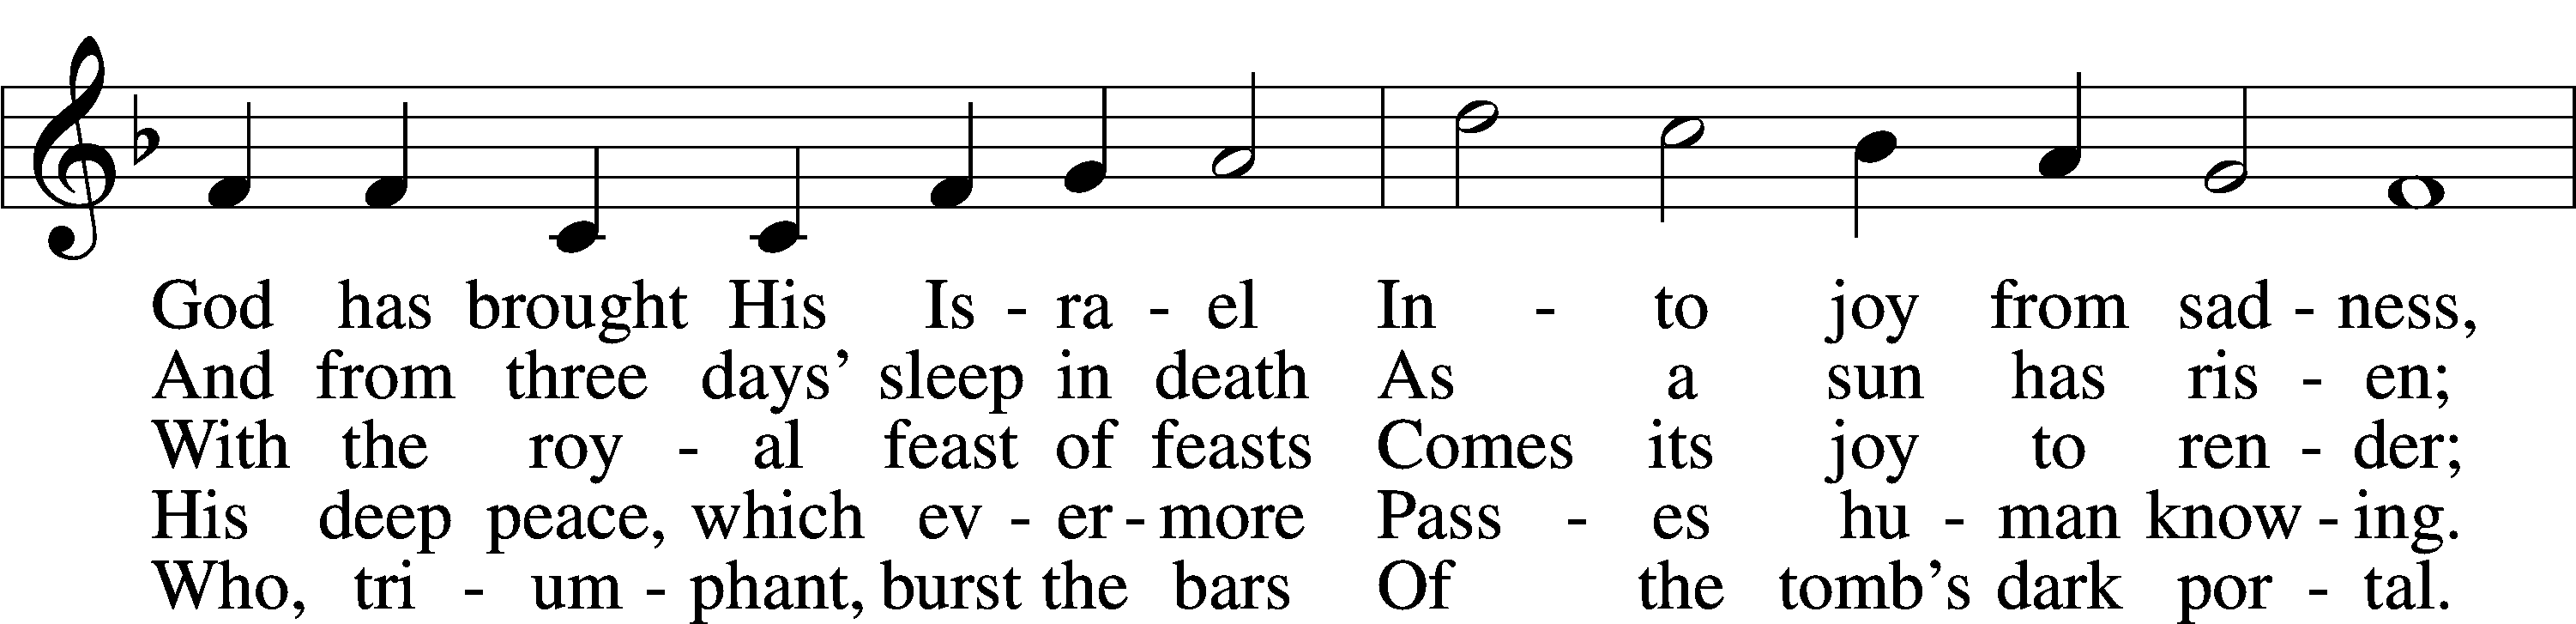 God has brought His Is - ra - el In - to joy from sad - ness,
And from three days’ sleep in death As a sun has ris - en;
With the roy - al feast of feasts Comes its joy to ren - der;
His deep peace, which ev - er - more Pass - es hu - man know - ing.
Who, tri - um - phant, burst the bars Of the tomb’s dark por - tal.